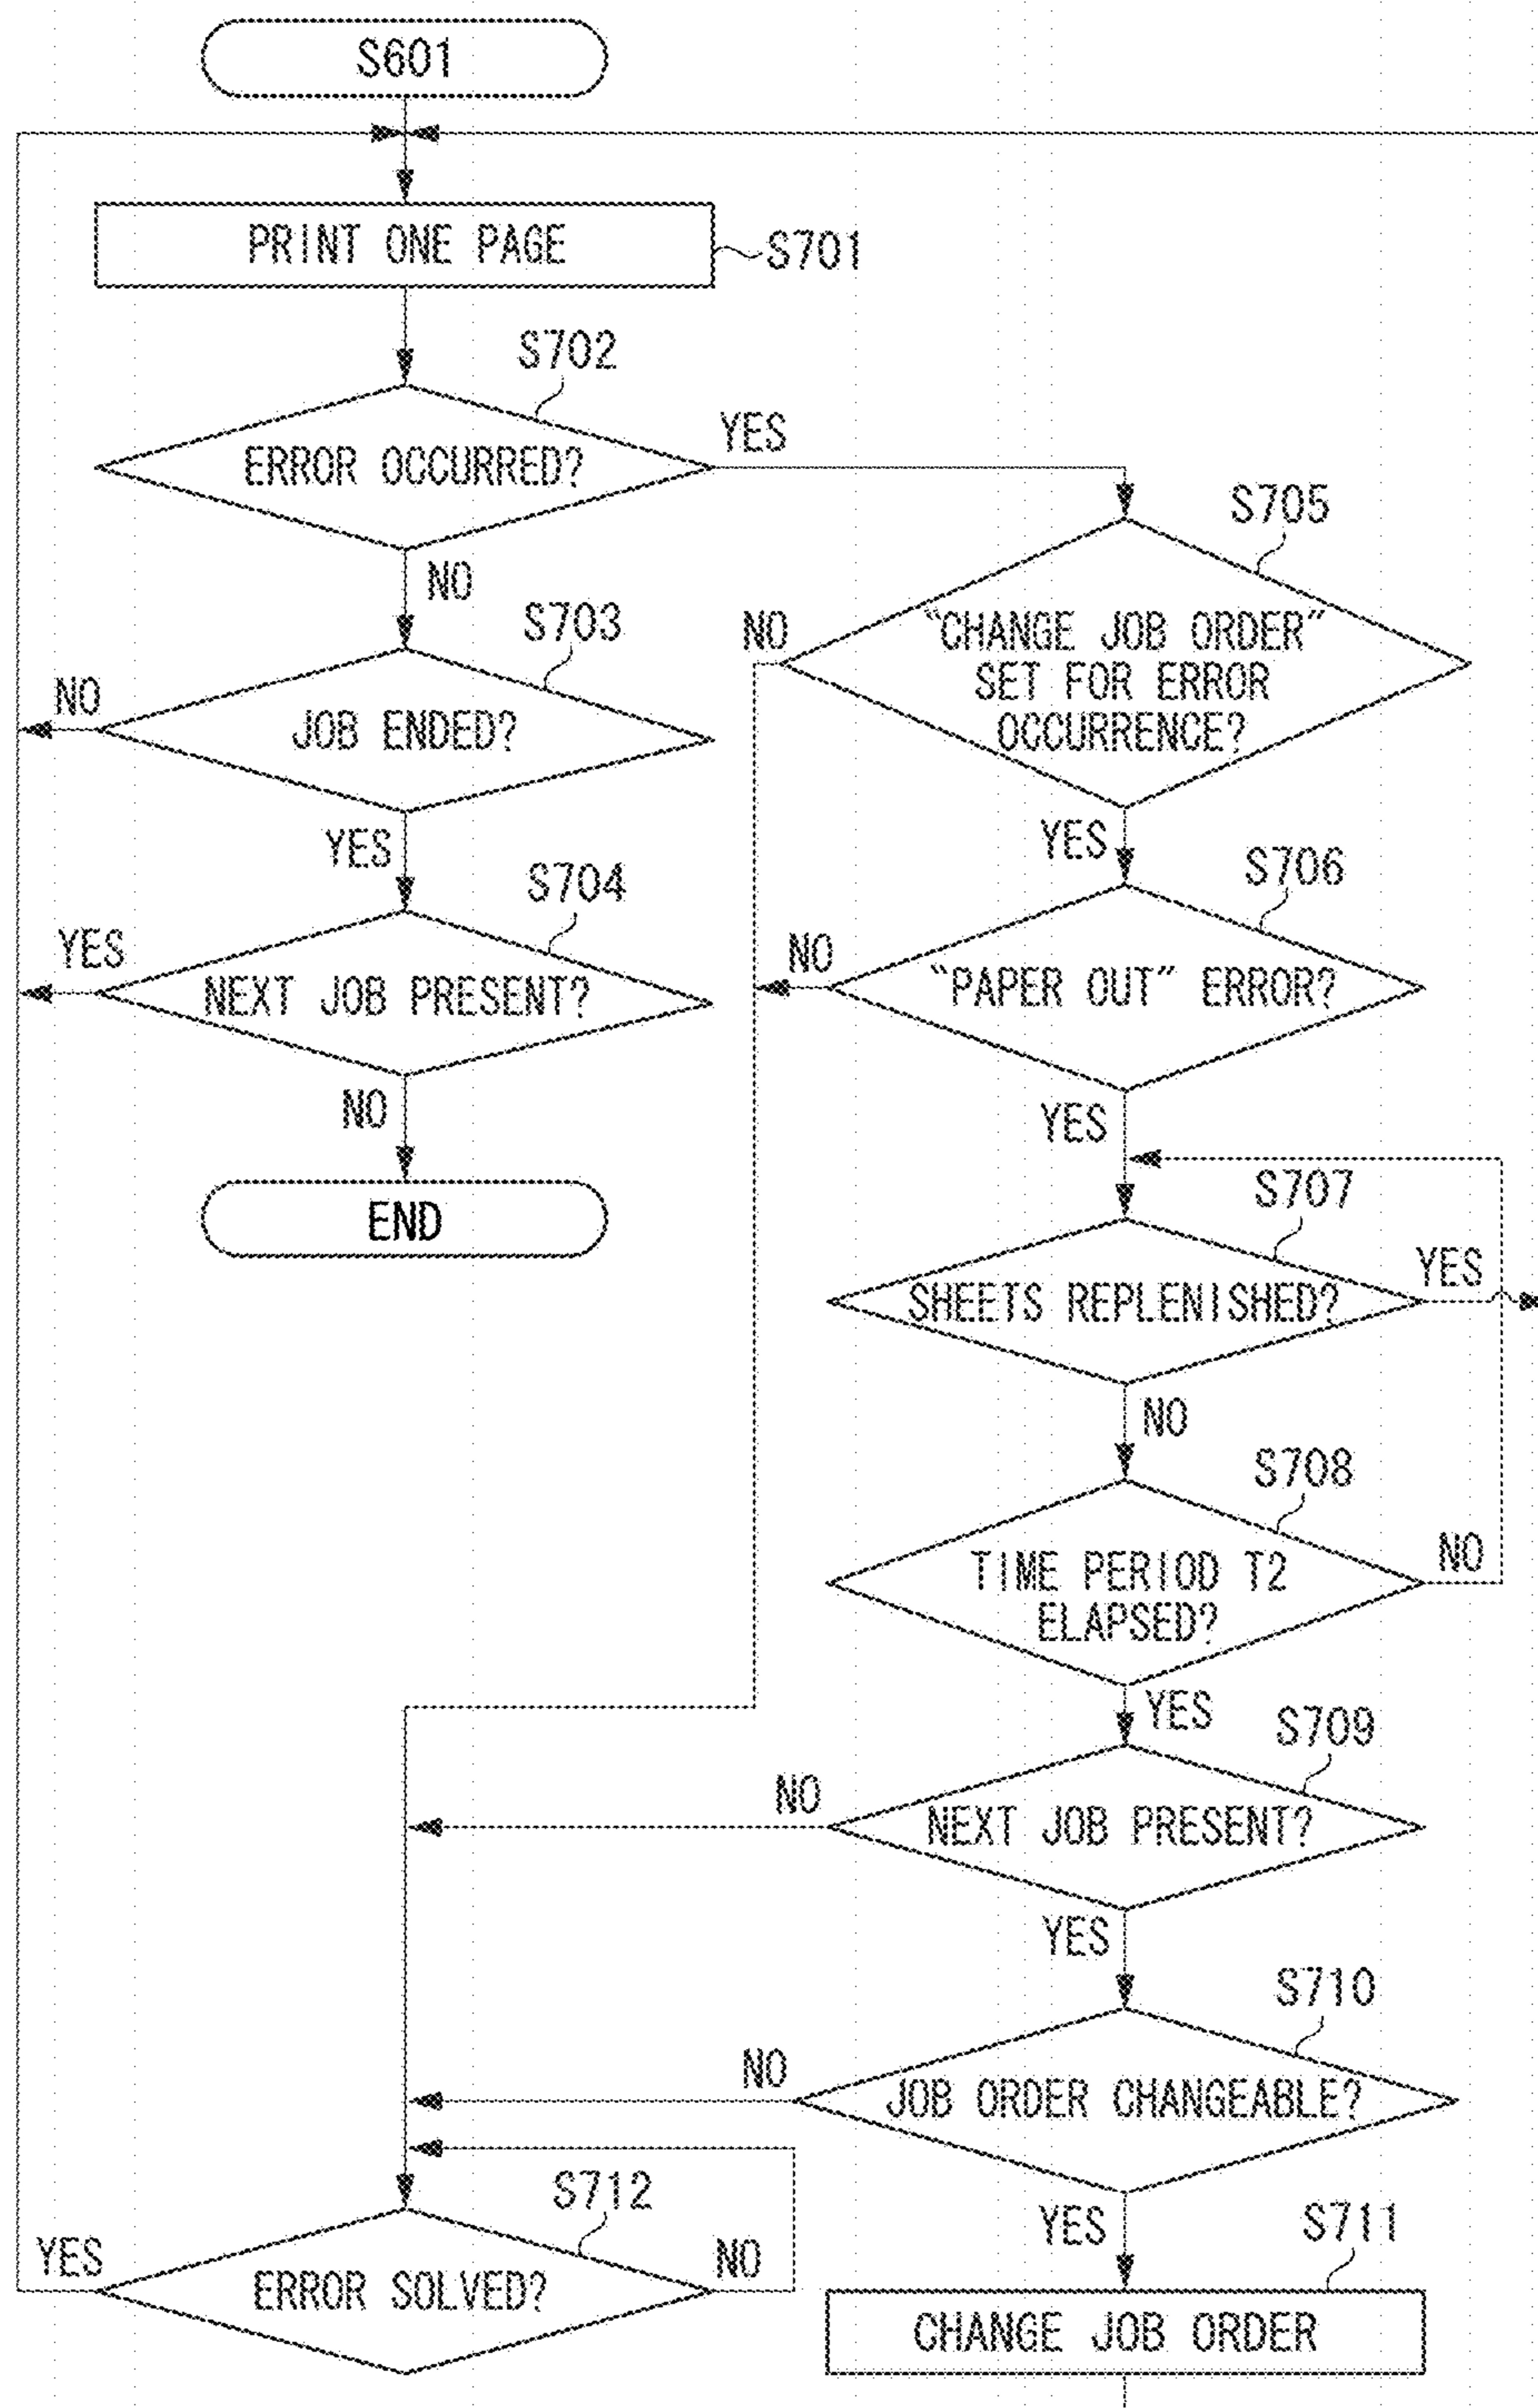 S601
PRINT ONE PAGE
S701
S702
ERROR OCCURRED?
YES
NO
S703
JOB ENDED?
NO
YES
S704
NEXT JOB PRESENT?
YES
NO
END
S705
"CHANGE JOB ORDER"
SET FOR ERROR
OCCURRENCE?
NO
YES
S706
"PAPER OUT" ERROR?
NO
YES
S707
SHEETS REPLENISHED?
YES
NO
S708
TIME PERIOD T2
ELAPSED?
NO
YES
S709
NEXT JOB PRESENT?
NO
YES
S710
JOB ORDER CHANGEABLE?
NO
YES
S711
CHANGE JOB ORDER
S712
ERROR SOLVED?
YES
NO